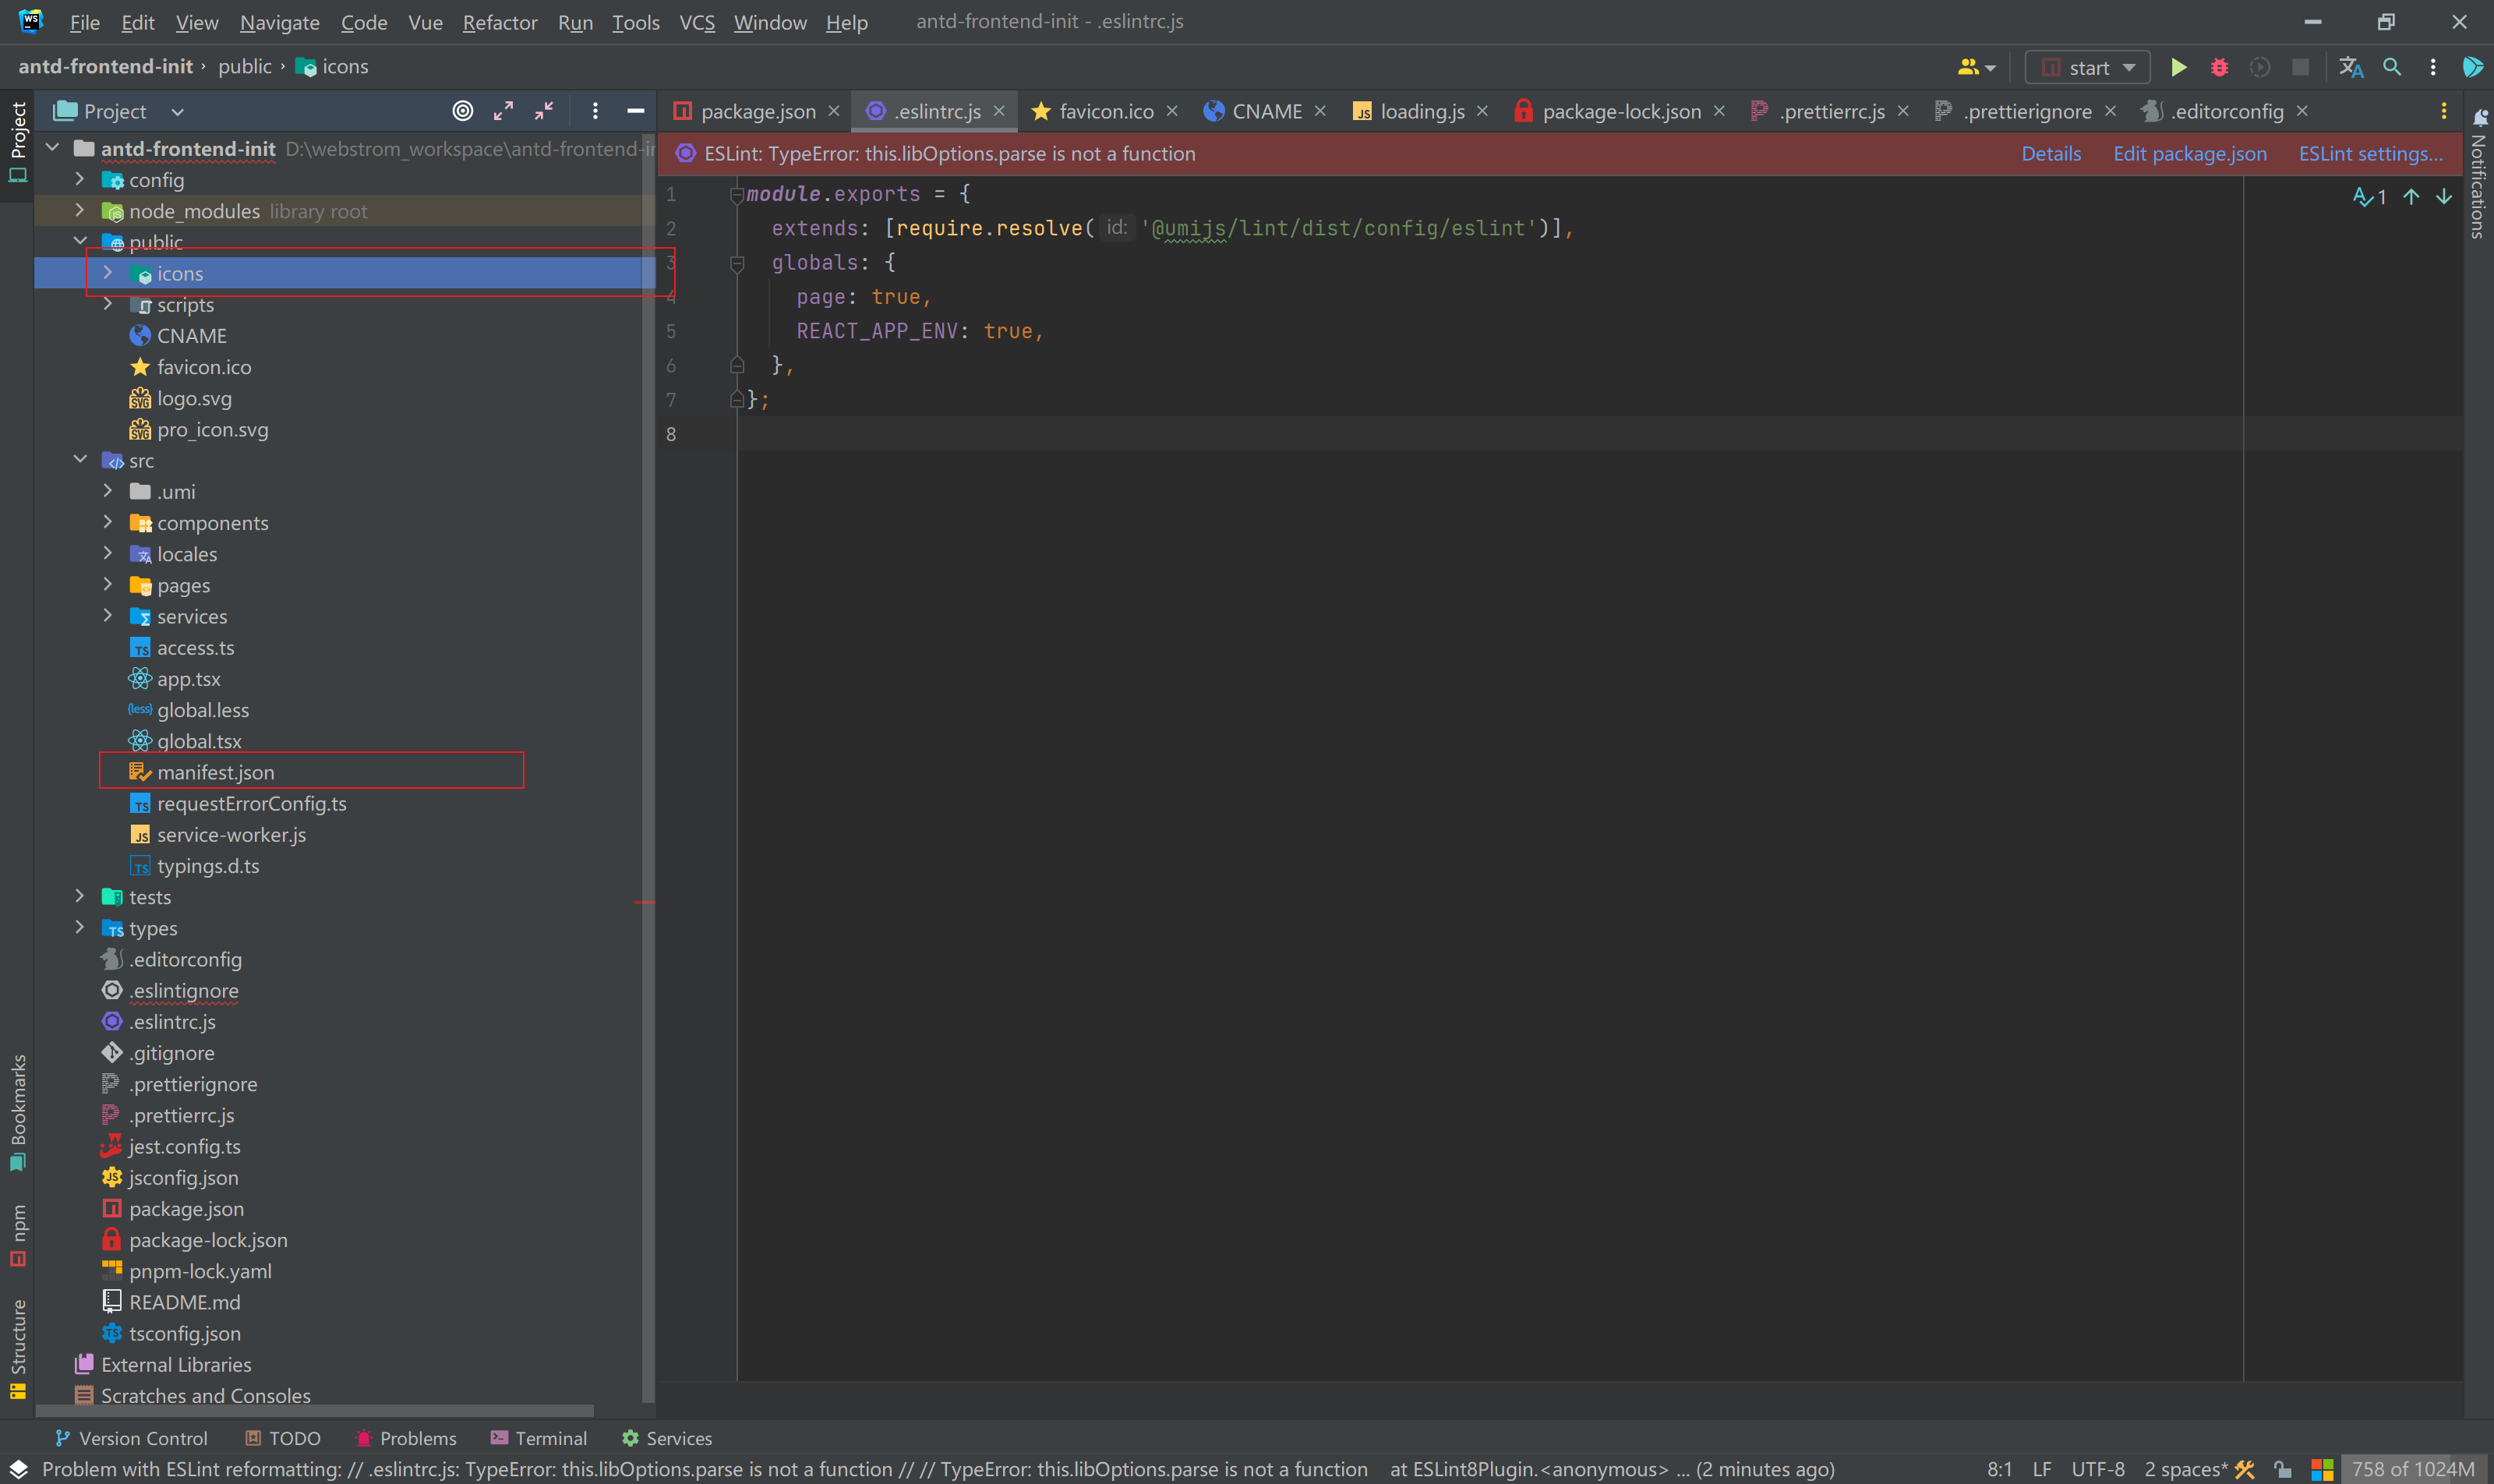 File Edit View Navigate Code Vue Refactor Run Tools VCS Window Help antd-frontend-init - .eslintrc.js
antd-frontend-init › public › icons
start
Project
package.json
.eslintrc.js
favicon.ico
CNAME
loading.js
package-lock.json
.prettierrc.js
.prettierignore
.editorconfig
Project
Bookmarks
npm
Structure
Notifications
antd-frontend-init D:\webstrom_workspace\antd-frontend-
config
node_modules library root
public
icons
scripts
CNAME
favicon.ico
logo.svg
pro_icon.svg
src
.umi
components
locales
pages
services
access.ts
app.tsx
global.less
global.tsx
manifest.json
requestErrorConfig.ts
service-worker.js
typings.d.ts
tests
types
.editorconfig
.eslintignore
.eslintrc.js
.gitignore
.prettierignore
.prettierrc.js
jest.config.ts
jsconfig.json
package.json
package-lock.json
pnpm-lock.yaml
README.md
tsconfig.json
External Libraries
Scratches and Consoles
ESLint: TypeError: this.libOptions.parse is not a function Details Edit package.json ESLint settings...
1 module.exports = {
2 extends: [require.resolve( id: '@umijs/lint/dist/config/eslint')],
3 globals: {
4 page: true,
5 REACT_APP_ENV: true,
6 },
7 };
8
1
Version Control TODO Problems Terminal Services
Problem with ESLint reformatting: // .eslintrc.js: TypeError: this.libOptions.parse is not a function // // TypeError: this.libOptions.parse is not a function at ESLint8Plugin.<anonymous> ... (2 minutes ago) 8:1 LF UTF-8 2 spaces* 758 of 1024M